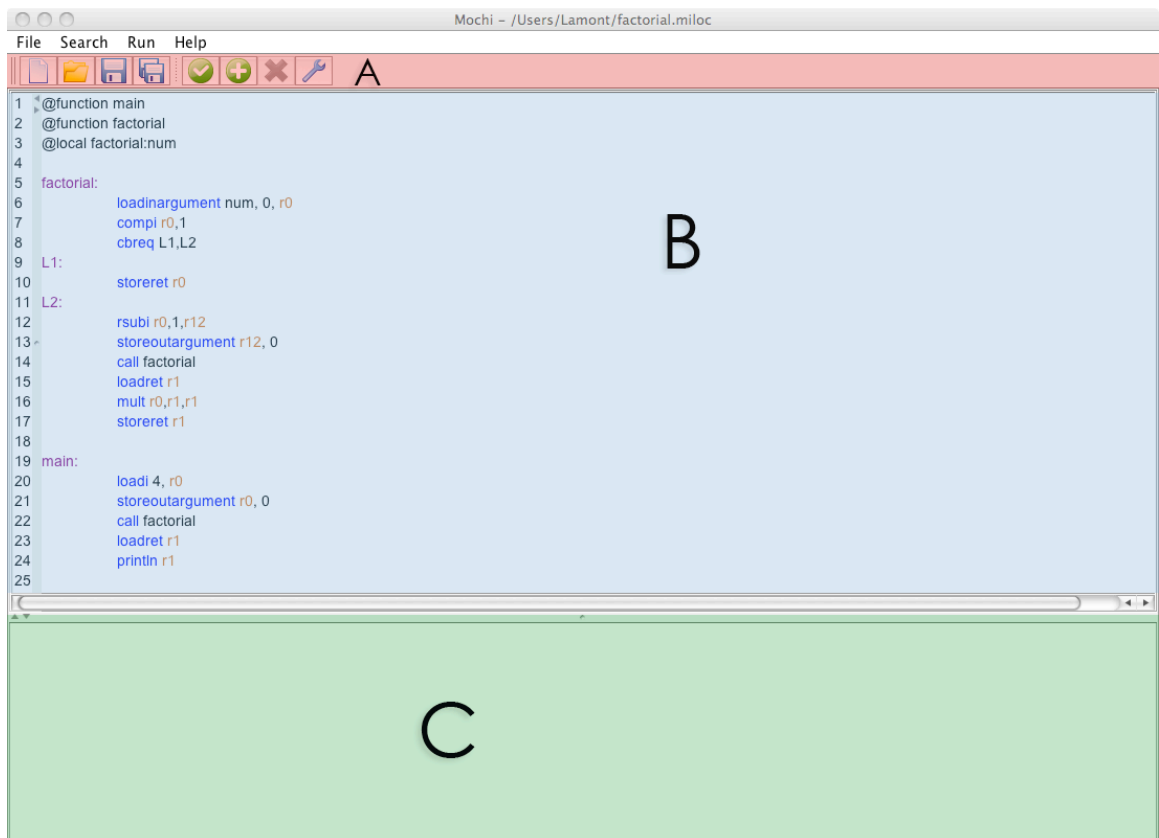 Mochi – /Users/Lamont/factorial.miloc
File Search Run Help
A
1 @function main
2 @function factorial
3 @local factorial:num
4
5 factorial:
6 loadinargument num, 0, r0
7 compi r0,1
8 cbreq L1,L2
9 L1:
10 storeret r0
11 L2:
12 rsubi r0,1,r12
13 storeoutargument r12, 0
14 call factorial
15 loadret r1
16 mult r0,r1,r1
17 storeret r1
18
19 main:
20 loadi 4, r0
21 storeoutargument r0, 0
22 call factorial
23 loadret r1
24 println r1
25
B
C